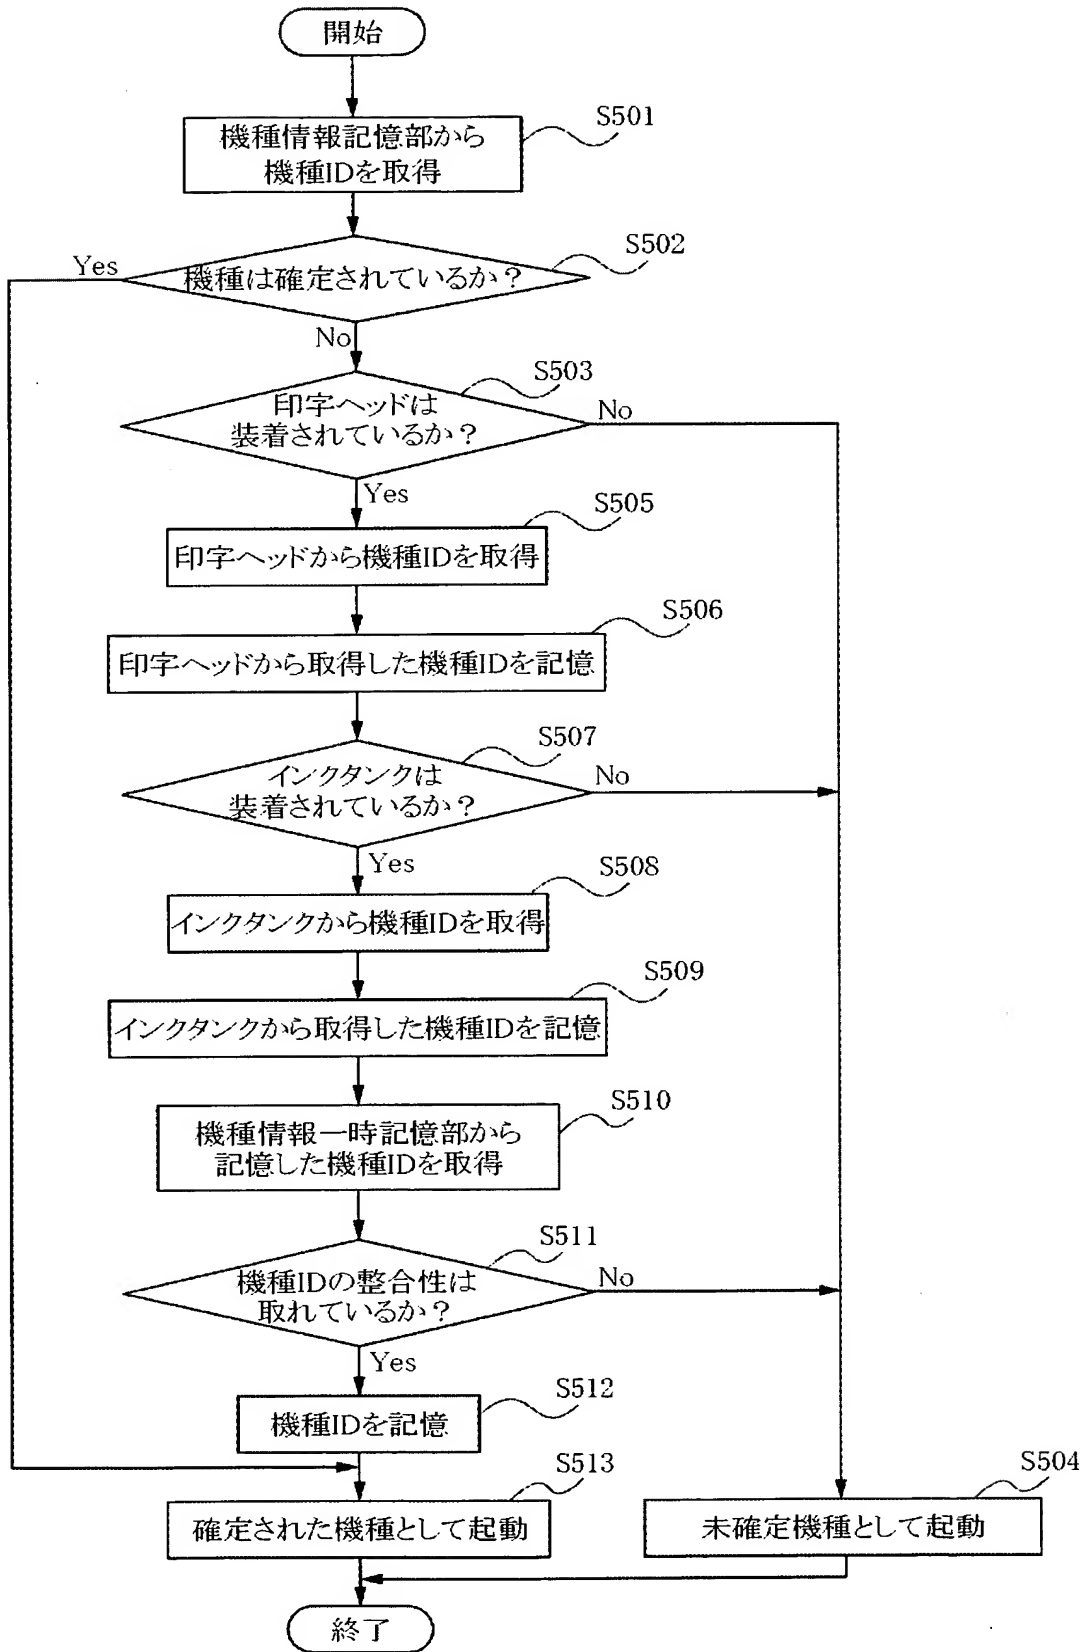 開始
S501
機種情報記憶部から
機種IDを取得
S502
Yes
機種は確定されているか?
No
S503
印字ヘッドは
装着されているか?
No
Yes
S505
印字ヘッドから機種IDを取得
S506
印字ヘッドから取得した機種IDを記憶
S507
インクタンクは
装着されているか?
No
Yes
S508
インクタンクから機種IDを取得
S509
インクタンクから取得した機種IDを記憶
S510
機種情報一時記憶部から
記憶した機種IDを取得
S511
機種IDの整合性は
取れているか?
No
Yes
S512
機種IDを記憶
S513
確定された機種として起動
S504
未確定機種として起動
終了